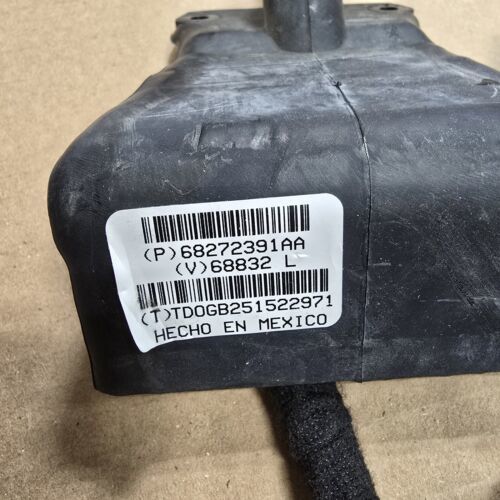 (P)68272391AA
(V)68832 L
(T)TDOGB251522971
HECHO EN MEXICO